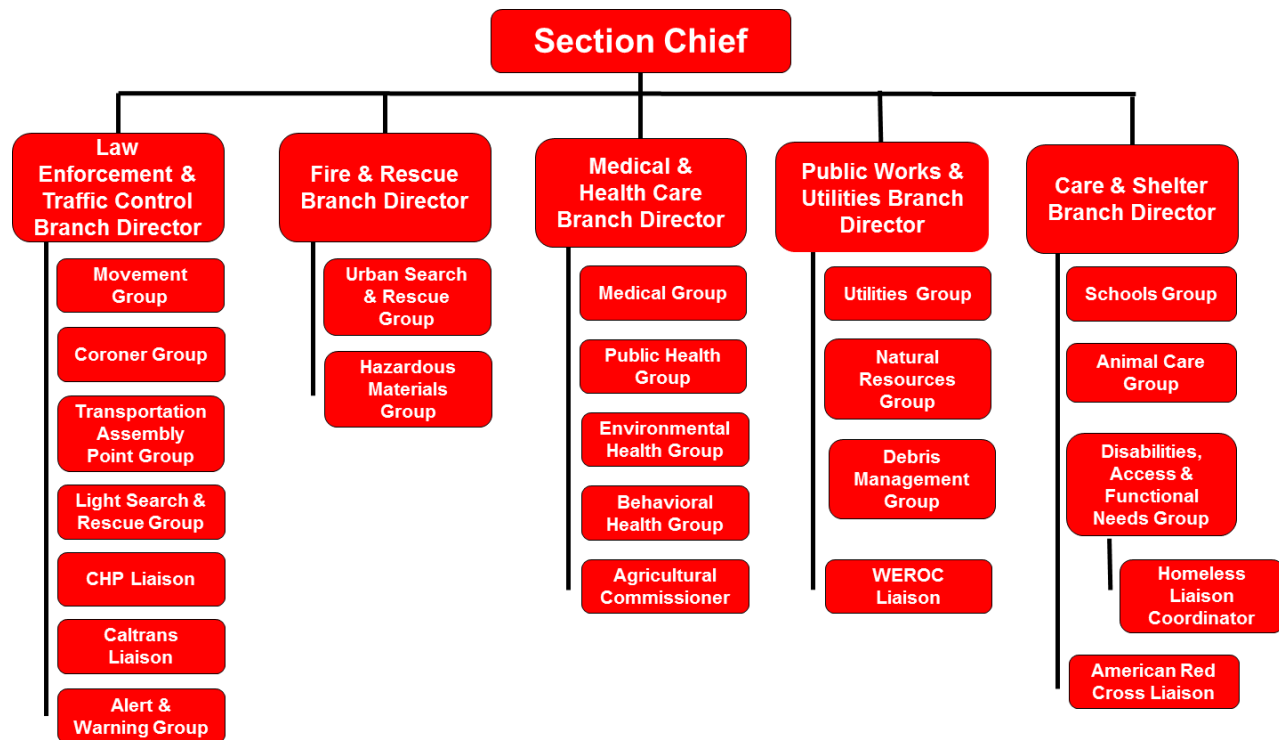 Section Chief
Law
Enforcement &
Traffic Control
Branch Director
Movement
Group
Coroner Group
Transportation
Assembly
Point Group
Light Search &
Rescue Group
CHP Liaison
Caltrans
Liaison
Alert &
Warning Group
Fire & Rescue
Branch Director
Urban Search
& Rescue
Group
Hazardous
Materials
Group
Medical &
Health Care
Branch Director
Medical Group
Public Health
Group
Environmental
Health Group
Behavioral
Health Group
Agricultural
Commissioner
Public Works &
Utilities Branch
Director
Utilities Group
Natural
Resources
Group
Debris
Management
Group
WEROC
Liaison
Care & Shelter
Branch Director
Schools Group
Animal Care
Group
Disabilities,
Access &
Functional
Needs Group
Homeless
Liaison
Coordinator
American Red
Cross Liaison